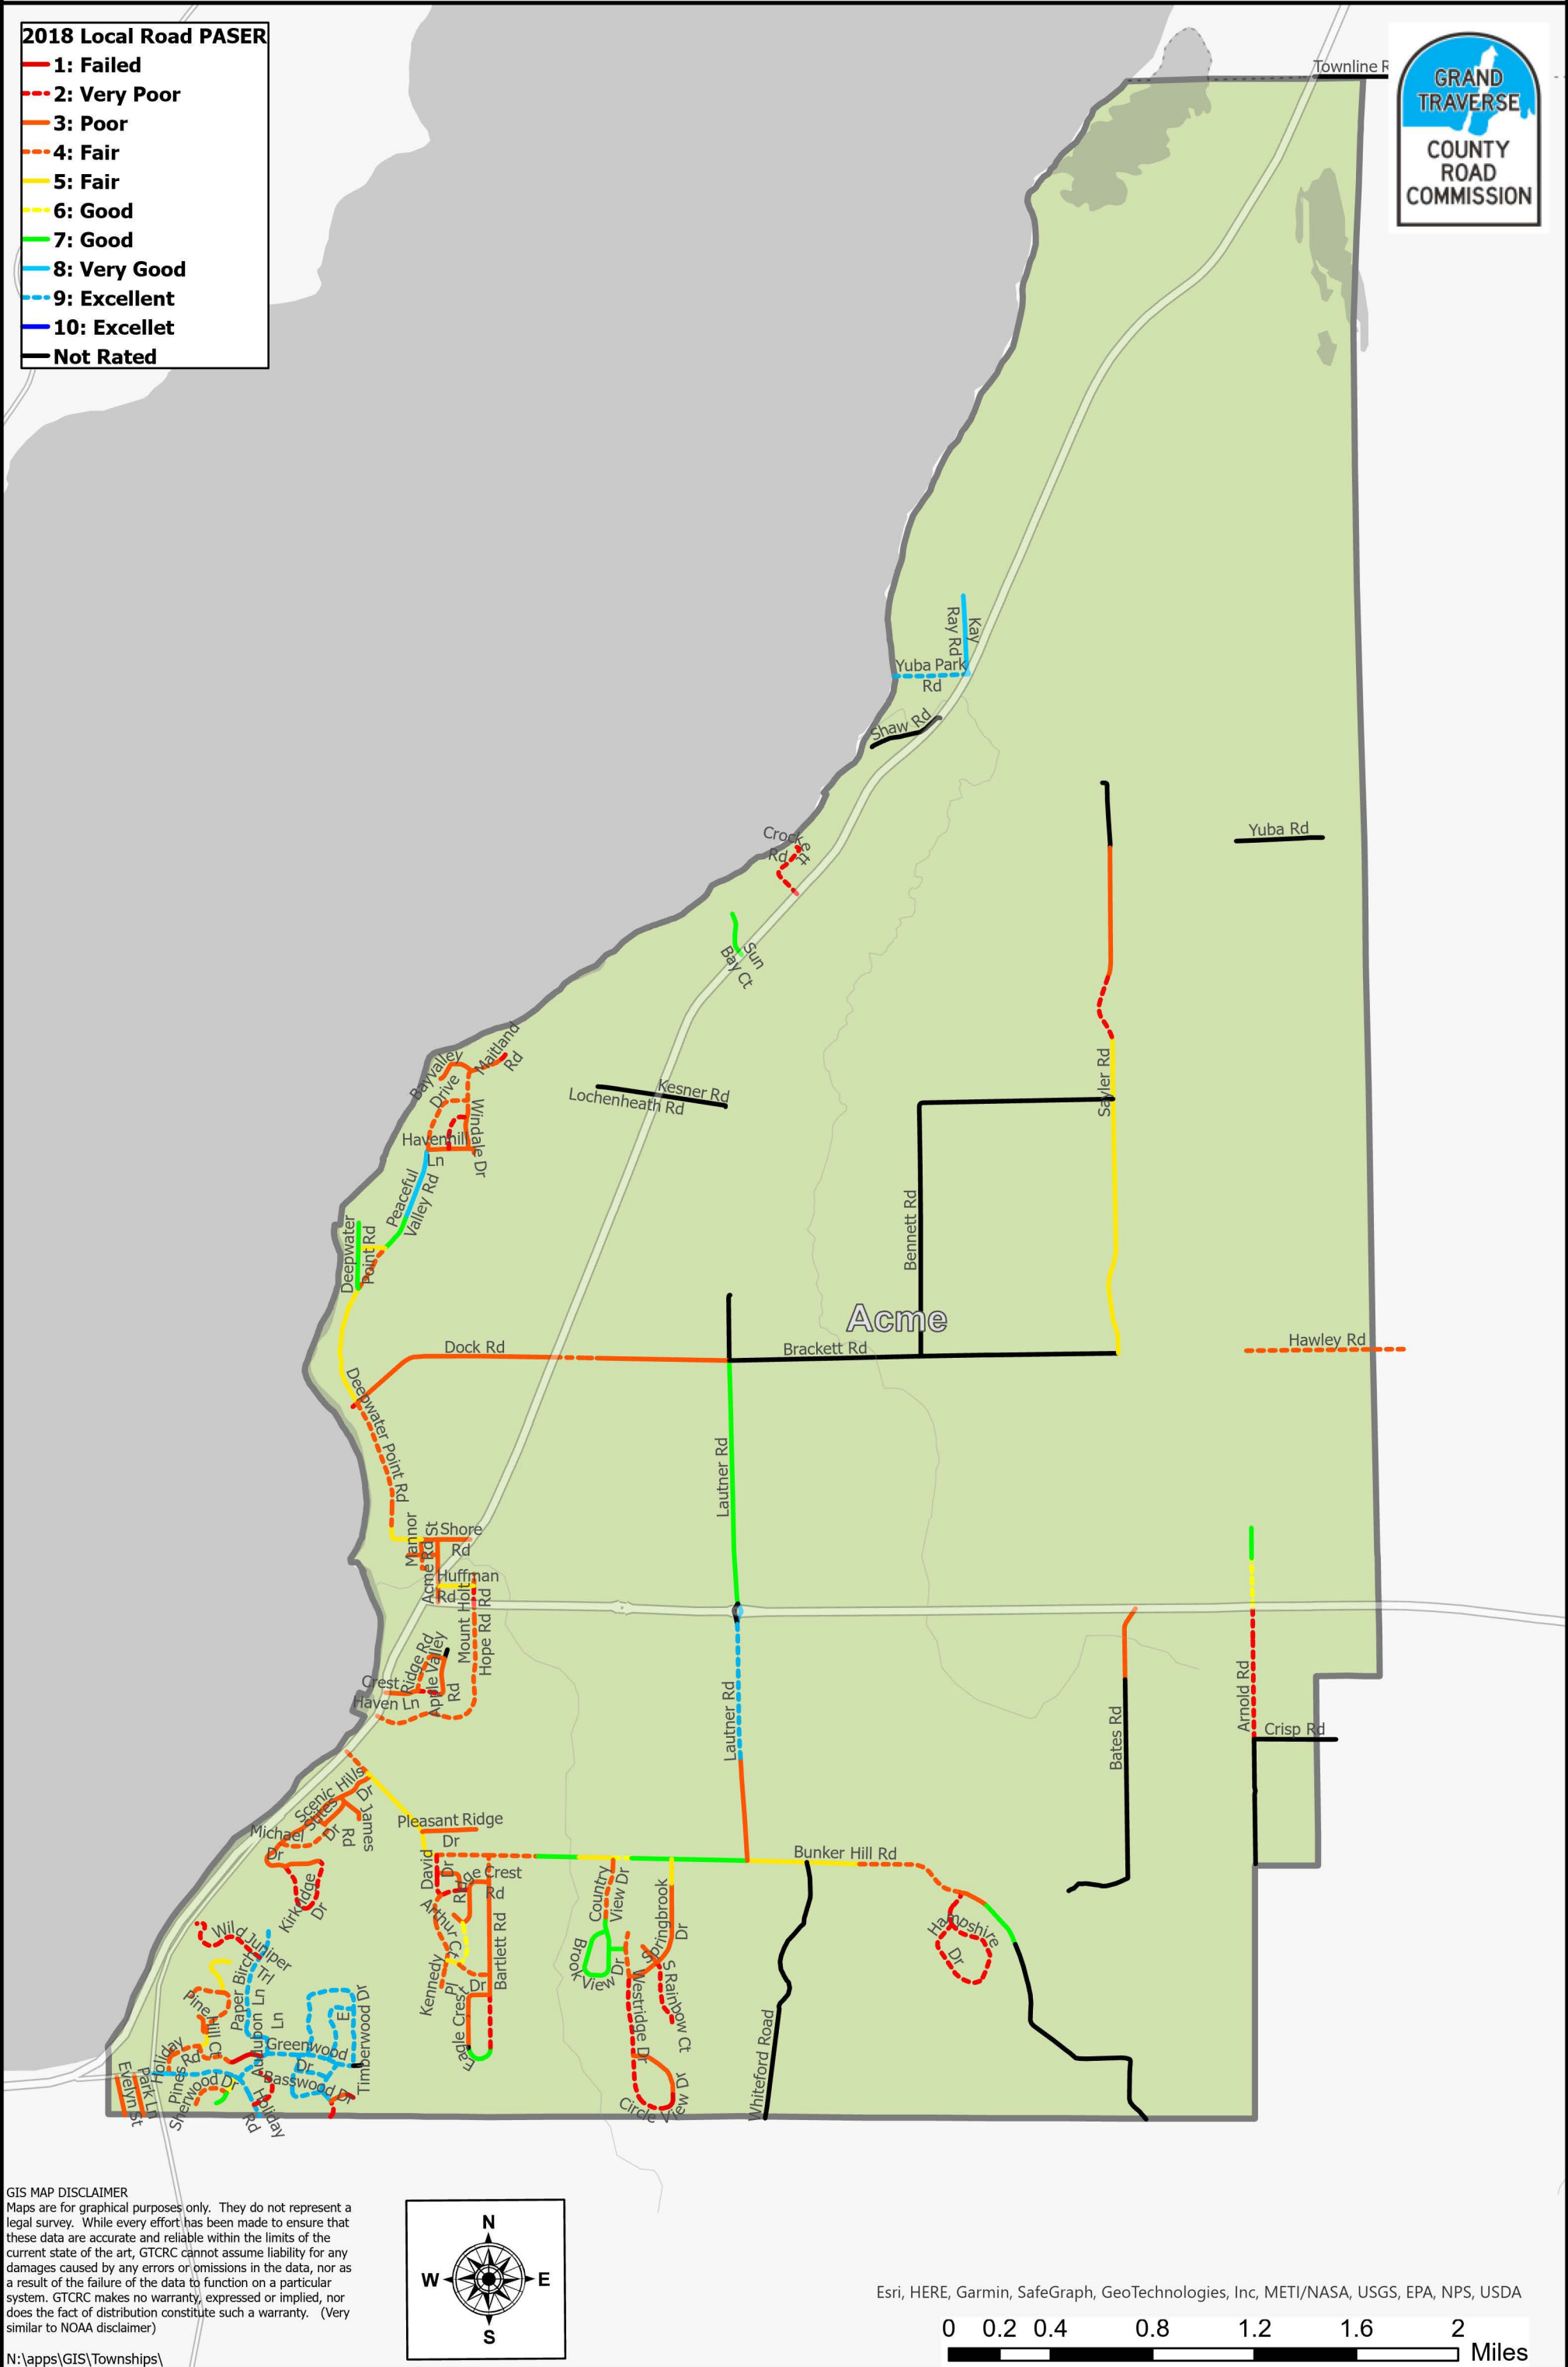 2018 Local Road PASER
1: Failed
2: Very Poor
3: Poor
4: Fair
5: Fair
6: Good
7: Good
8: Very Good
9: Excellent
10: Excellet
Not Rated
Townline R
GRAND
TRAVERSE
COUNTY
ROAD
COMMISSION
Kay
Ray Rd
Yuba Park
Rd
Shaw Rd
Crockett
Rd
Yuba Rd
Sun
Bay Ct
Maitland
Rd
Bayvalley
Drive
Windale Dr
Havenhill
Ln
Kesner Rd
Lochenheath Rd
Sayler Rd
Peaceful
Valley Rd
Deepwater
Point Rd
Bennett Rd
Acme
Dock Rd
Brackett Rd
Hawley Rd
Deepwater Point Rd
Lautner Rd
Mannor
Rd
St
Acme
Shore
Rd
Huffman
Rd
Mount Holt
Hope Rd Rd
Crest
Ridge Rd
Haven Ln
Apple Valley
Rd
Lautner Rd
Bates Rd
Arnold Rd
Crisp Rd
Scenic Hills
Dr
Sutes
Dr
James
Rd
Michael
Dr
Pleasant Ridge
Dr
Bunker Hill Rd
Kirkridge
Dr
David
Dr
Ridge Crest
Rd
Rd
Arthur Ct
Bartlett Rd
Kennedy
Pl
Eagle Crest Dr
Country
View Dr
Brook
View Dr
Springbrook
Dr
S Rainbow Ct
Westridge Dr
Circle View Dr
Whiteford Road
Hampshire
Dr
Wild Juniper
Trl
Paper Birch
Ln
Audubon Ln
Pine Hill Ct
Holiday
Pines Rd
Sherwood Dr
Greenwood
Dr
Basswood Dr
E
Timberwood Dr
Holiday
Rd
Park Ln
Evelyn St
GIS MAP DISCLAIMER
Maps are for graphical purposes only. They do not represent a
legal survey. While every effort has been made to ensure that
these data are accurate and reliable within the limits of the
current state of the art, GTCRC cannot assume liability for any
damages caused by any errors or omissions in the data, nor as
a result of the failure of the data to function on a particular
system. GTCRC makes no warranty, expressed or implied, nor
does the fact of distribution constitute such a warranty. (Very
similar to NOAA disclaimer)
N:\apps\GIS\Townships\
N
W
E
S
Esri, HERE, Garmin, SafeGraph, GeoTechnologies, Inc, METI/NASA, USGS, EPA, NPS, USDA
0 0.2 0.4 0.8 1.2 1.6 2
Miles